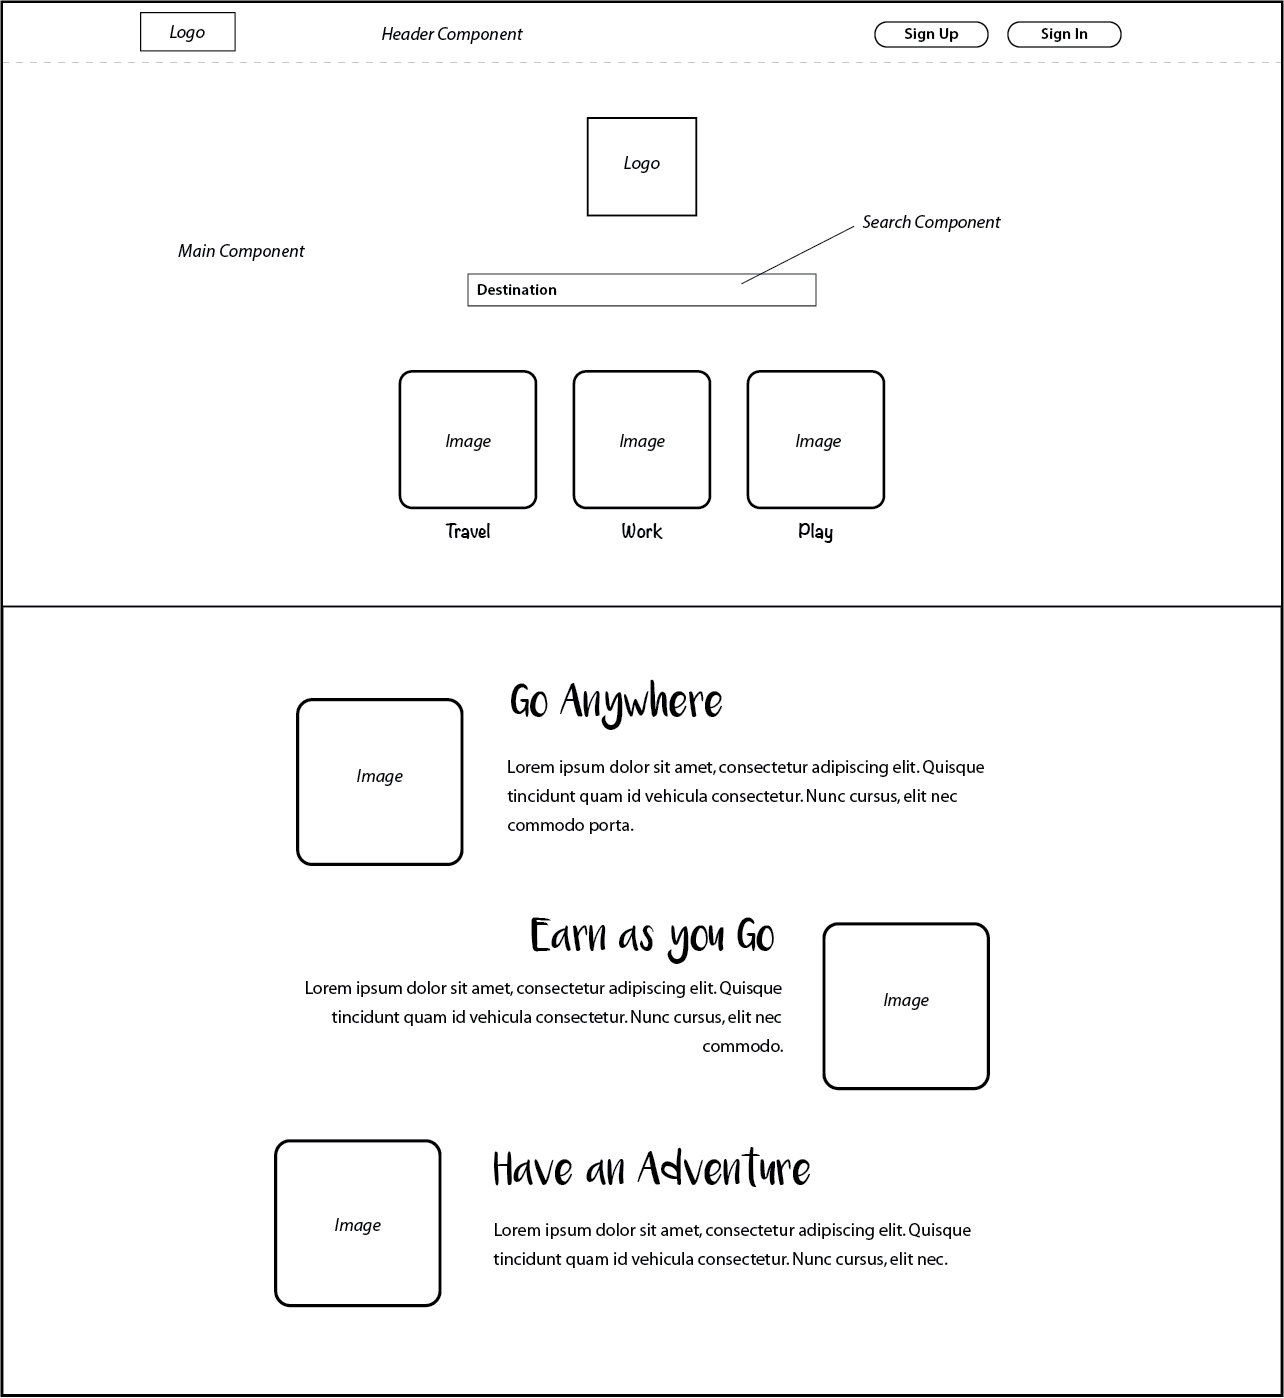 Logo
Header Component
Sign Up
Sign In
Logo
Search Component
Main Component
Destination
Image
Image
Image
Travel
Work
Play
Image
Go Anywhere
Lorem ipsum dolor sit amet, consectetur adipiscing elit. Quisque
tincidunt quam id vehicula consectetur. Nunc cursus, elit nec
commodo porta.
Earn as you Go
Lorem ipsum dolor sit amet, consectetur adipiscing elit. Quisque
tincidunt quam id vehicula consectetur. Nunc cursus, elit nec
commodo.
Image
Image
Have an Adventure
Lorem ipsum dolor sit amet, consectetur adipiscing elit. Quisque
tincidunt quam id vehicula consectetur. Nunc cursus, elit nec.